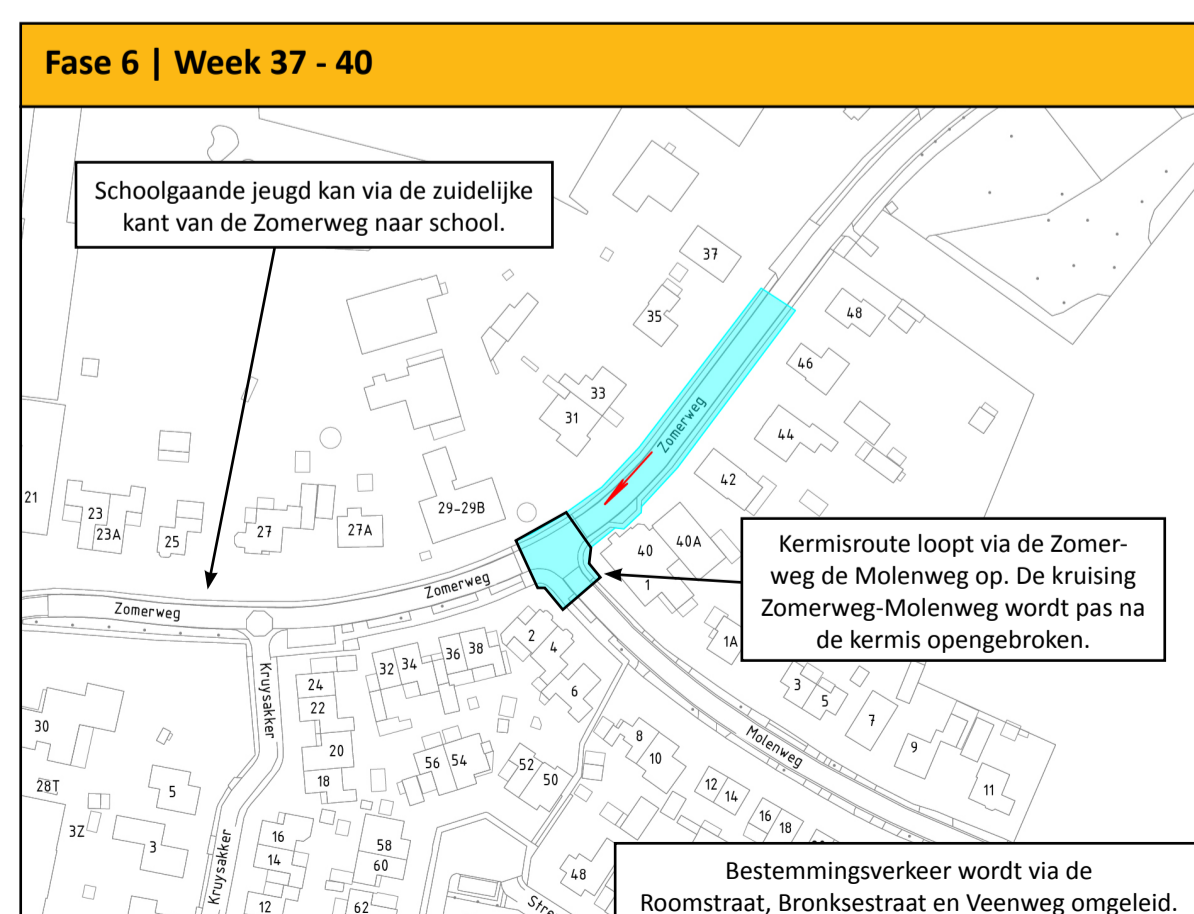 Fase 6 | Week 37 - 40
Schoolgaande jeugd kan via de zuidelijke
kant van de Zomerweg naar school.
37
35
48
46
33
31
Zomerweg
44
42
21
23
23A
25
27
27A
29-29B
40
40A
1
Kermisroute loopt via de Zomer-
weg de Molenweg op. De kruising
Zomerweg-Molenweg wordt pas na
de kermis opengebroken.
Zomerweg
Zomerweg
1A
2
4
6
36
38
32
34
24
22
20
18
Kruysakker
3
5
7
9
11
Molenweg
8
10
12
14
16
18
30
28T
5
3Z
3
56
54
52
50
16
14
12
58
60
62
48
Kruysakker
Stre
Bestemmingsverkeer wordt via de
Roomstraat, Bronksestraat en Veenweg omgeleid.